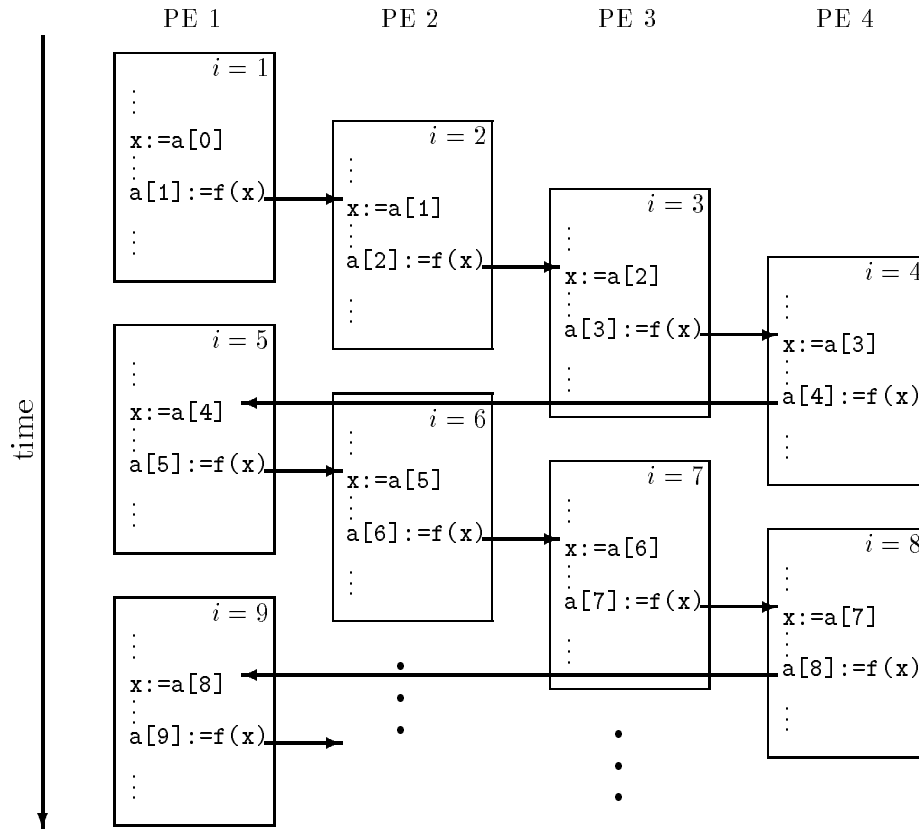 PE 1
PE 2
PE 3
PE 4
time
i = 1
x:=a[0]
a[1]:=f(x)
i = 2
x:=a[1]
a[2]:=f(x)
i = 3
x:=a[2]
a[3]:=f(x)
i = 4
x:=a[3]
a[4]:=f(x)
i = 5
x:=a[4]
a[5]:=f(x)
i = 6
x:=a[5]
a[6]:=f(x)
i = 7
x:=a[6]
a[7]:=f(x)
i = 8
x:=a[7]
a[8]:=f(x)
i = 9
x:=a[8]
a[9]:=f(x)